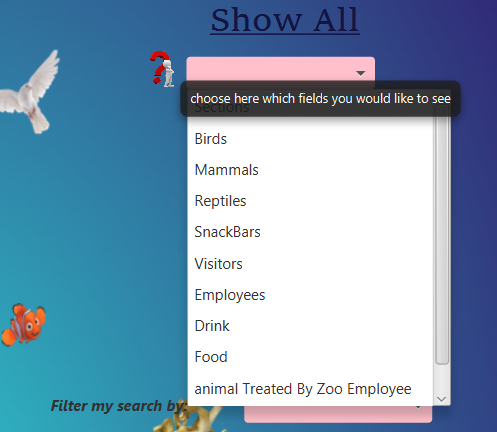 Show All
choose here which fields you would like to see
Sections
Birds
Mammals
Reptiles
SnackBars
Visitors
Employees
Drink
Food
animal Treated By Zoo Employee
Filter my search by: